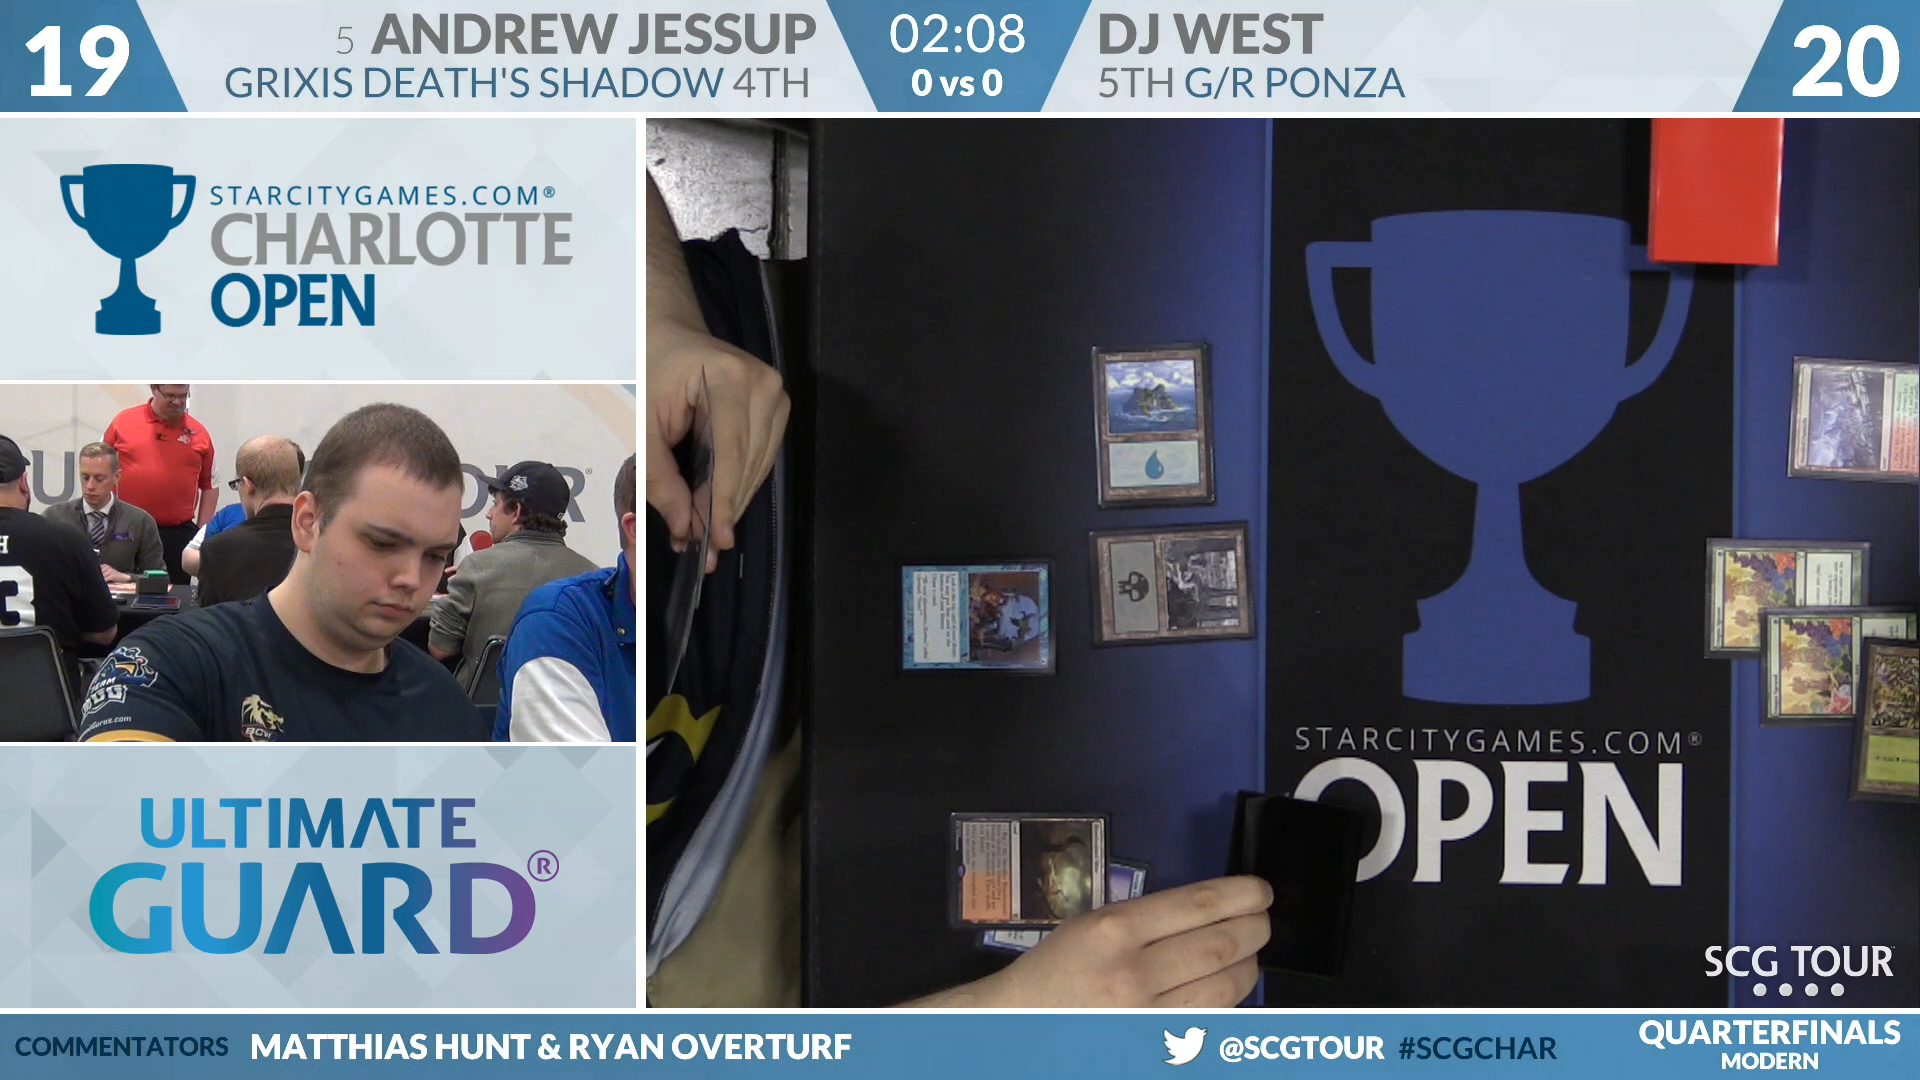 19
5 ANDREW JESSUP
GRIXIS DEATH'S SHADOW 4TH
02:08
0 vs 0
DJ WEST
5TH G/R PONZA
20
STARCITYGAMES.COM®
CHARLOTTE
OPEN
TEAM
BCW
ULTIMATE
GUARD®
STARCITYGAMES.COM®
OPEN
SCG TOUR
COMMENTATORS MATTHIAS HUNT & RYAN OVERTURF
@SCGTOUR #SCGCHAR
QUARTERFINALS
MODERN